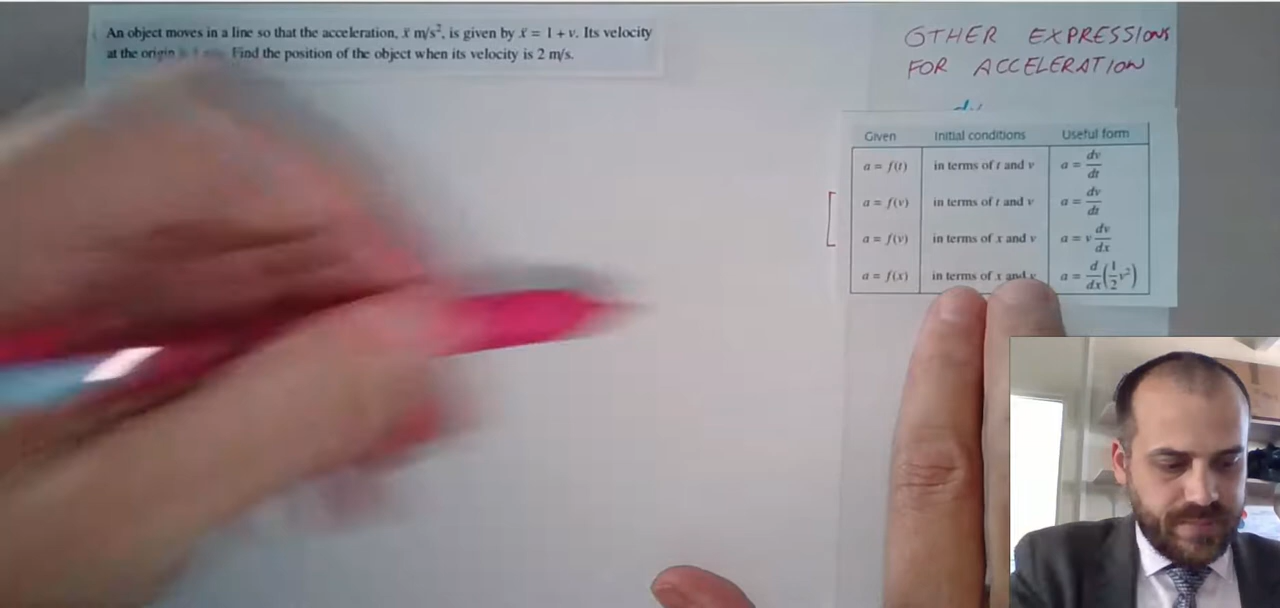 An object moves in a line so that the acceleration, ẍ m/s², is given by ẍ = 1 + v. Its velocity
at the origin Find the position of the object when its velocity is 2 m/s.
OTHER EXPRESSIONS
FOR ACCELERATION
Given Initial conditions Useful form
a = f(t) in terms of t and v a = dv/dt
a = f(v) in terms of t and v a = dv/dt
a = f(v) in terms of x and v a = v dv/dx
a = f(x) in terms of x and v a = d/dx(1/2 v²)